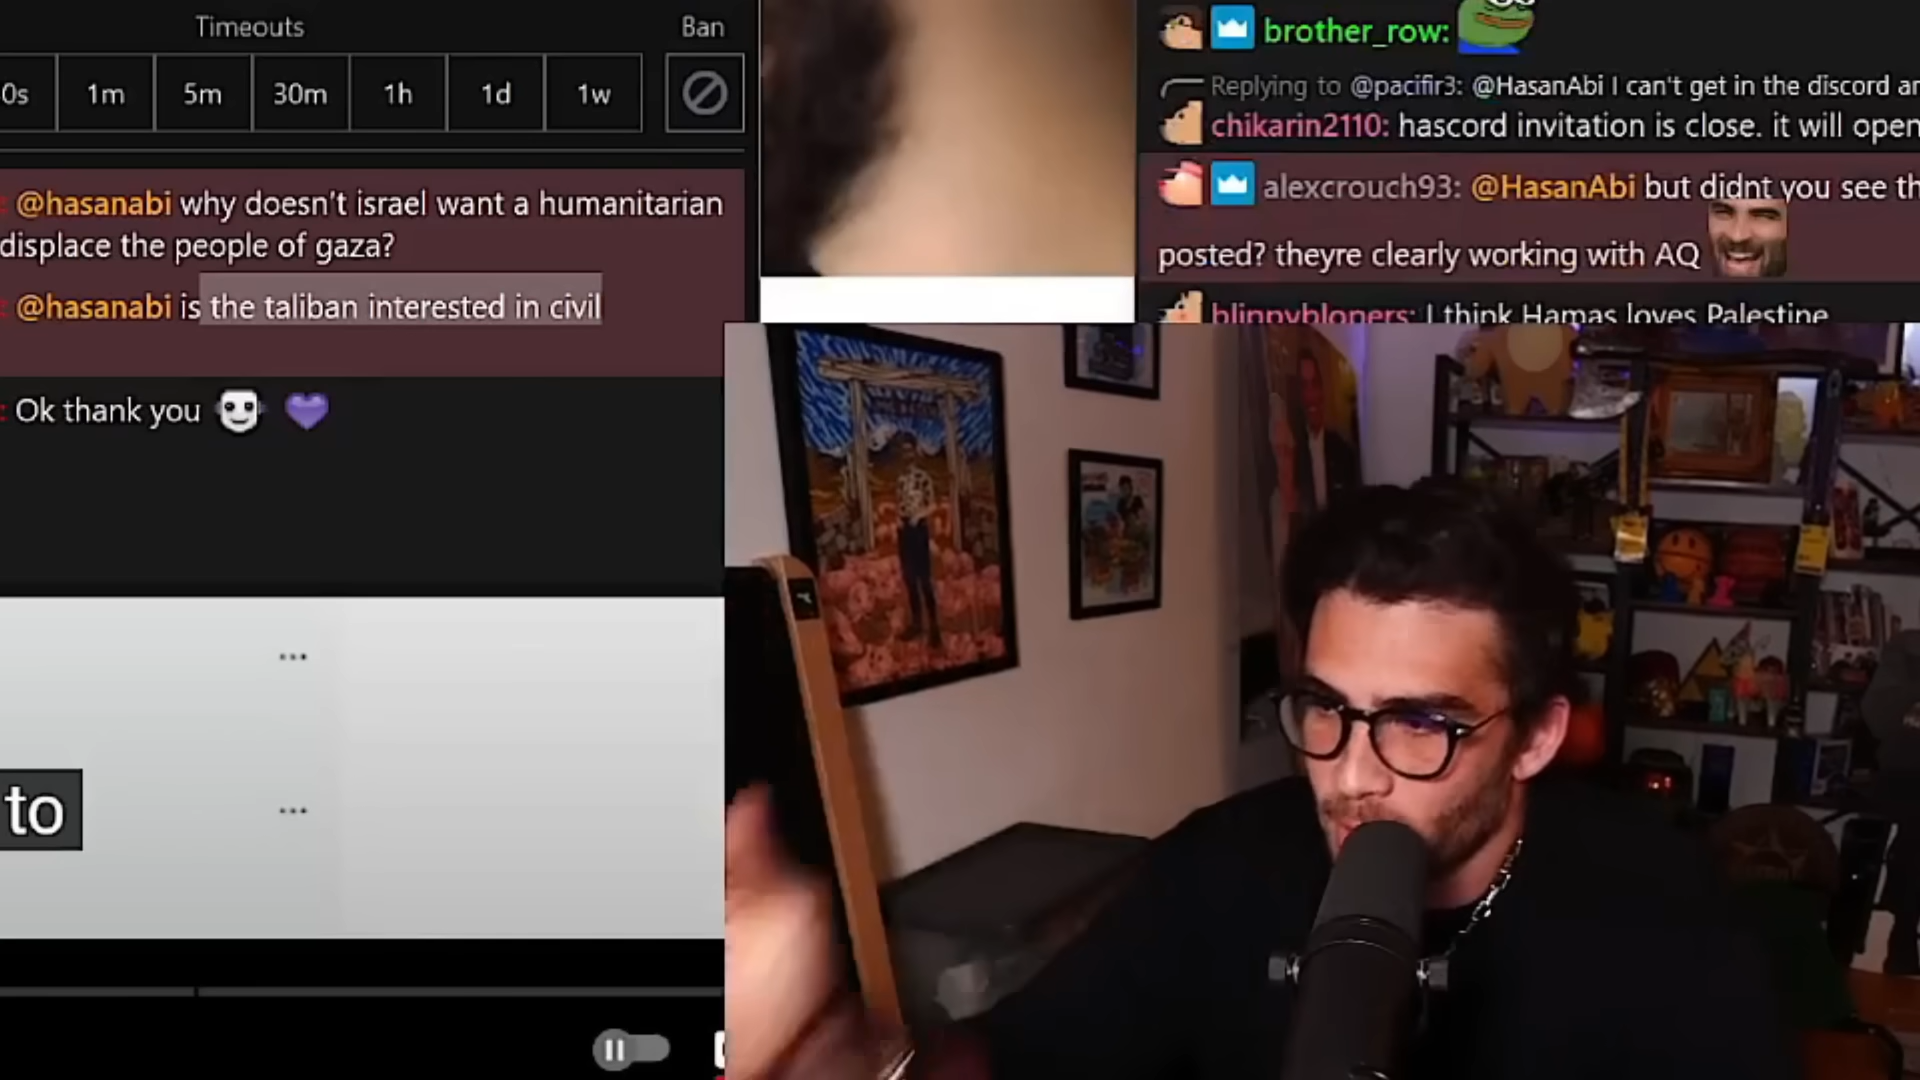 Timeouts
Ban
0s
1m
5m
30m
1h
1d
1w
: @hasanabi why doesn't israel want a humanitarian
displace the people of gaza?
: @hasanabi is the taliban interested in civil
: Ok thank you
to
brother_row:
Replying to @pacifir3: @HasanAbi I can't get in the discord
chikarin2110: hascord invitation is close. it will open
alexcrouch93: @HasanAbi but didnt you see
posted? theyre clearly working with AQ
blippyblopers: I think Hamas loves Palestine